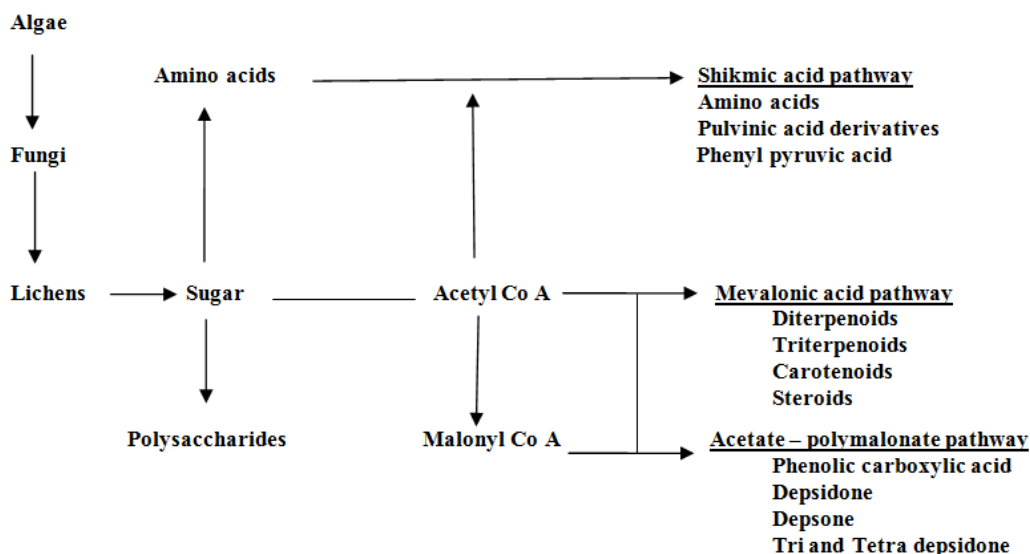 Algae
Amino acids
Shikmic acid pathway
Amino acids
Pulvinic acid derivatives
Phenyl pyruvic acid
Fungi
Lichens
Sugar
Acetyl Co A
Mevalonic acid pathway
Diterpenoids
Triterpenoids
Carotenoids
Steroids
Polysaccharides
Malonyl Co A
Acetate – polymalonate pathway
Phenolic carboxylic acid
Depsidone
Depsone
Tri and Tetra depsidone